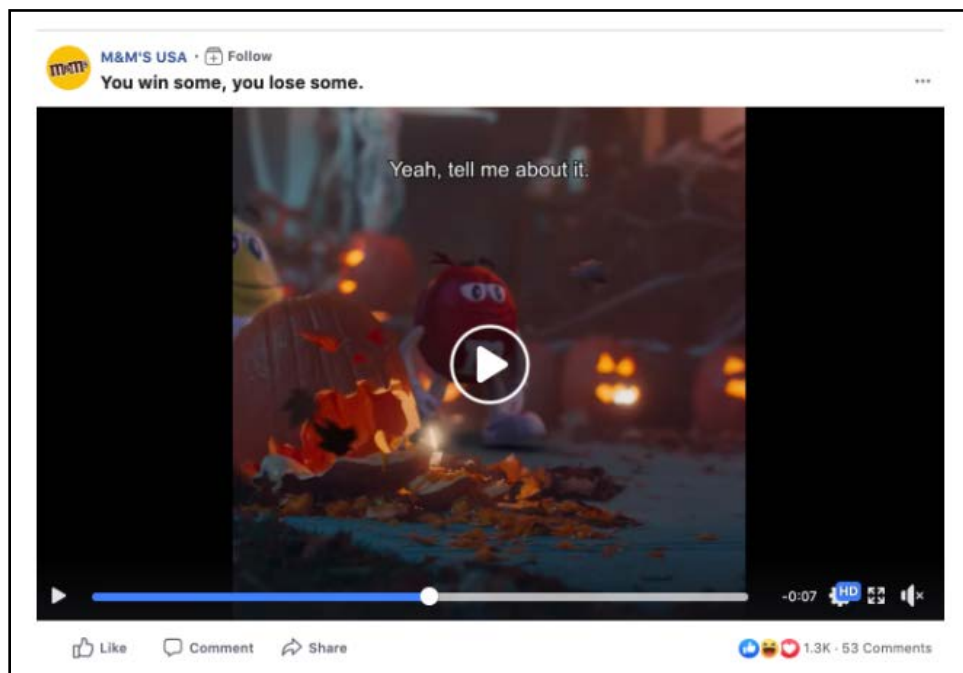 m&m's
M&M'S USA · Follow
You win some, you lose some.
Yeah, tell me about it.
-0:07 HD
Like Comment Share 1.3K · 53 Comments